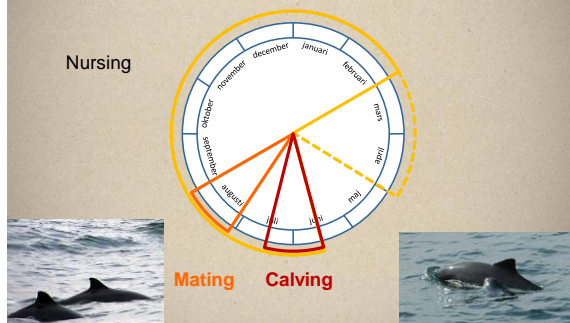 Nursing
januari
februari
mars
april
maj
juni
juli
augusti
september
oktober
november
december
Mating
Calving